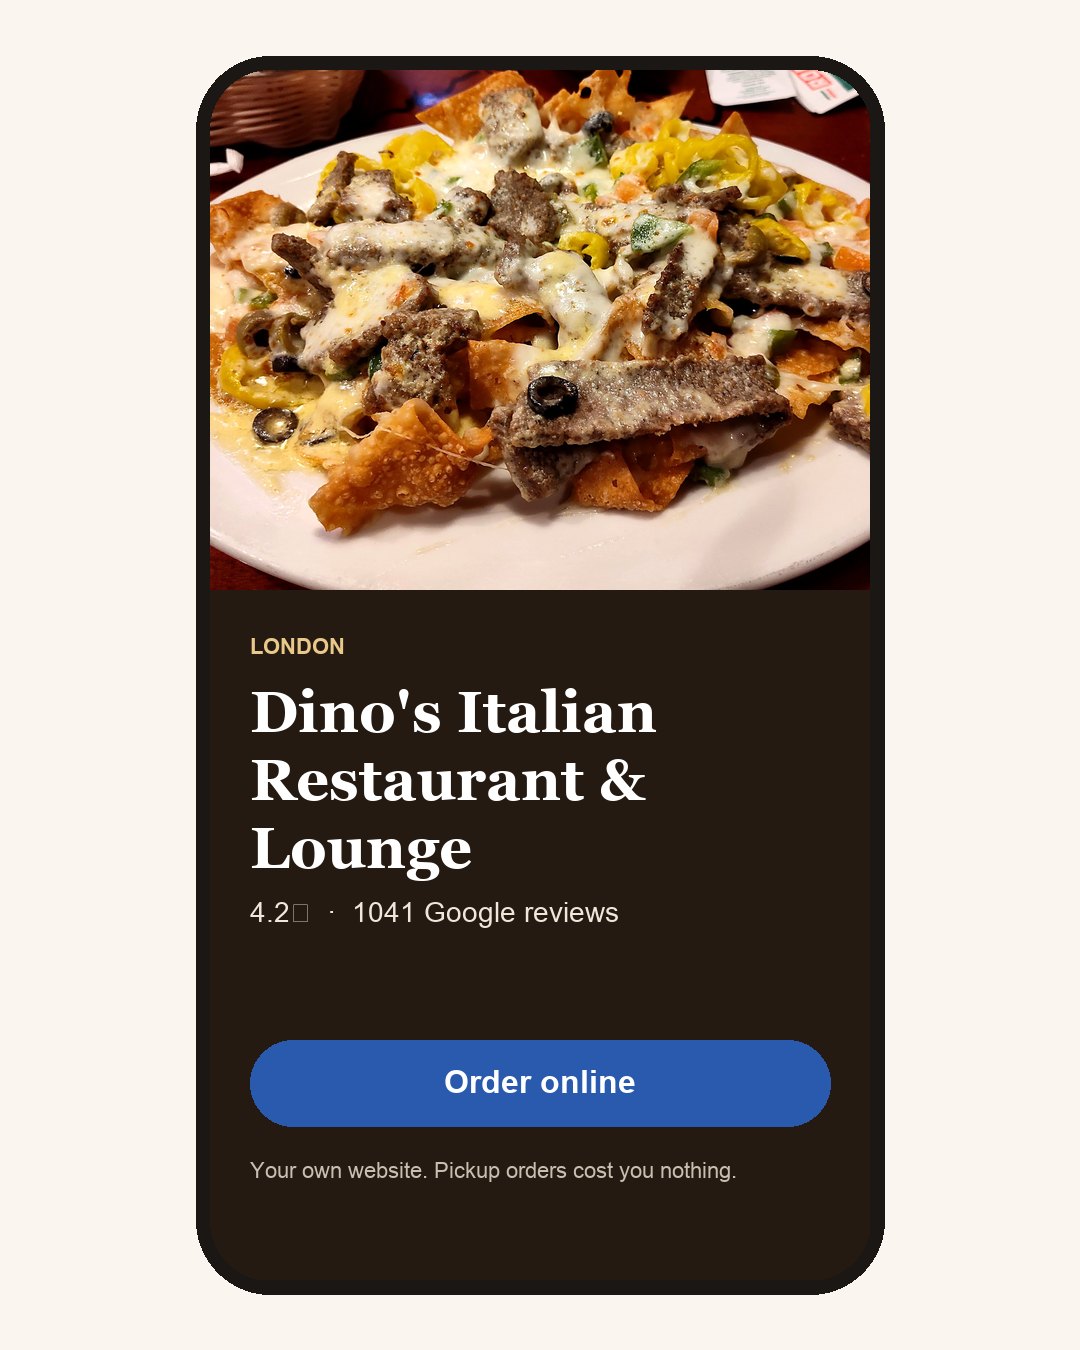 LONDON
Dino's Italian
Restaurant &
Lounge
4.2▯ · 1041 Google reviews
Order online
Your own website. Pickup orders cost you nothing.